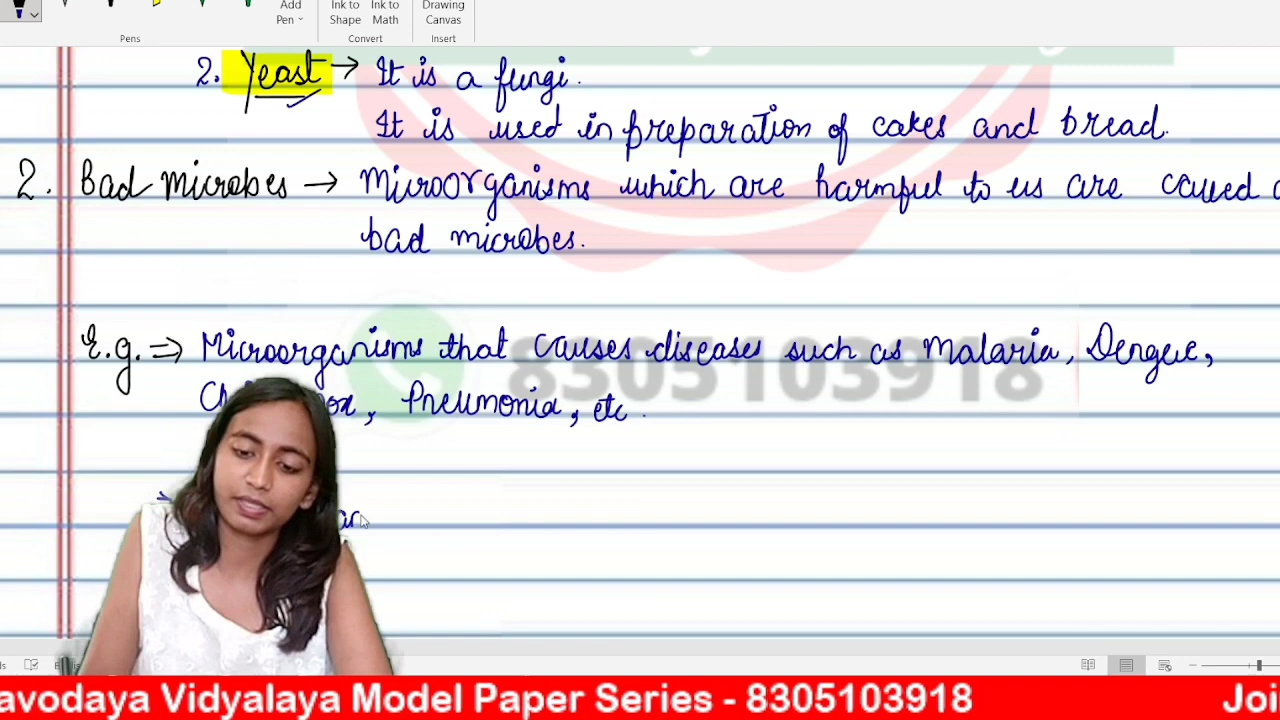 Add
Pen
Ink to
Shape
Ink to
Math
Drawing
Canvas
Pens
Convert
Insert
2. Yeast → It is a fungi.
It is used in preparation of cakes and bread.
2. Bad Microbes → Microorganisms which are harmful to us are called
bad microbes.
E.g. ⇒ Microorganisms that causes diseases such as Malaria, Dengue,
Pneumonia, etc.
8305103918
avodaya Vidyalaya Model Paper Series - 8305103918
Joi